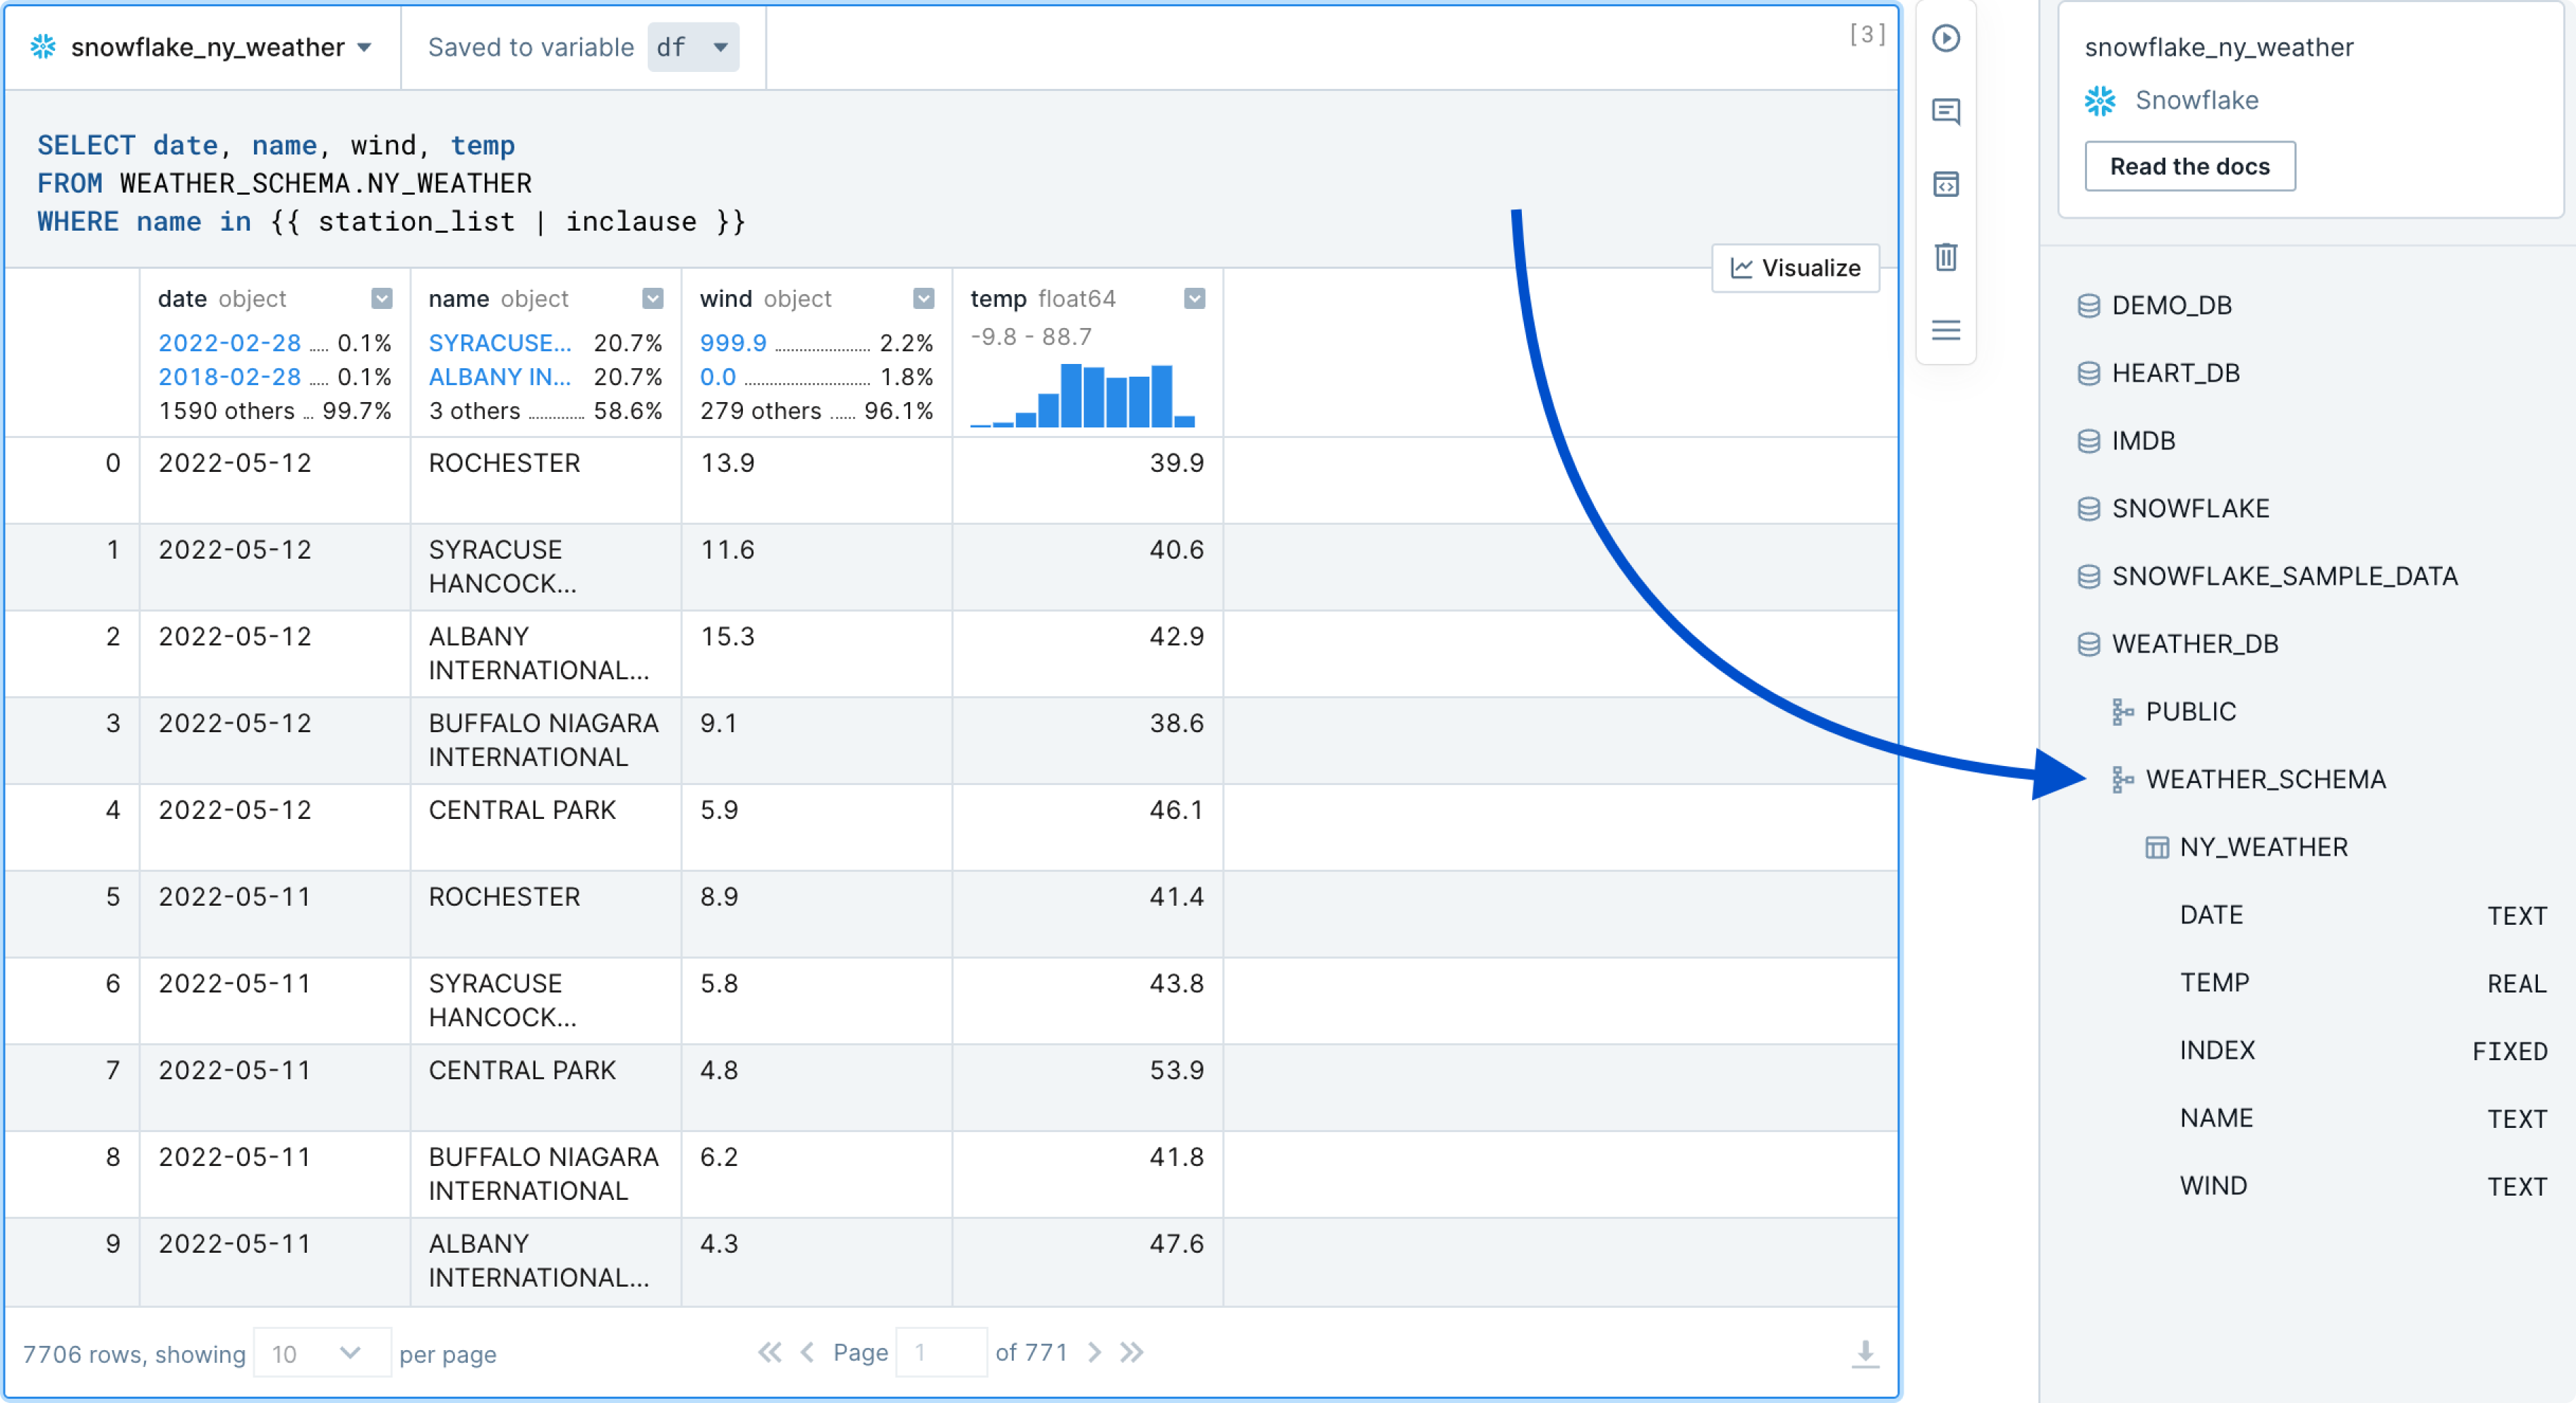 snowflake_ny_weather
Saved to variable df
[3]
SELECT date, name, wind, temp
FROM WEATHER_SCHEMA.NY_WEATHER
WHERE name in {{ station_list | inclause }}
Visualize
date object name object wind object temp float64
2022-02-28 0.1% SYRACUSE... 20.7% 999.9 2.2% -9.8 - 88.7
2018-02-28 0.1% ALBANY IN... 20.7% 0.0 1.8%
1590 others 99.7% 3 others 58.6% 279 others 96.1%
0 2022-05-12 ROCHESTER 13.9 39.9
1 2022-05-12 SYRACUSE 11.6 40.6
HANCOCK...
2 2022-05-12 ALBANY 15.3 42.9
INTERNATIONAL...
3 2022-05-12 BUFFALO NIAGARA 9.1 38.6
INTERNATIONAL
4 2022-05-12 CENTRAL PARK 5.9 46.1
5 2022-05-11 ROCHESTER 8.9 41.4
6 2022-05-11 SYRACUSE 5.8 43.8
HANCOCK...
7 2022-05-11 CENTRAL PARK 4.8 53.9
8 2022-05-11 BUFFALO NIAGARA 6.2 41.8
INTERNATIONAL
9 2022-05-11 ALBANY 4.3 47.6
INTERNATIONAL...
7706 rows, showing 10 per page Page 1 of 771
snowflake_ny_weather
Snowflake
Read the docs
DEMO_DB
HEART_DB
IMDB
SNOWFLAKE
SNOWFLAKE_SAMPLE_DATA
WEATHER_DB
PUBLIC
WEATHER_SCHEMA
NY_WEATHER
DATE TEXT
TEMP REAL
INDEX FIXED
NAME TEXT
WIND TEXT